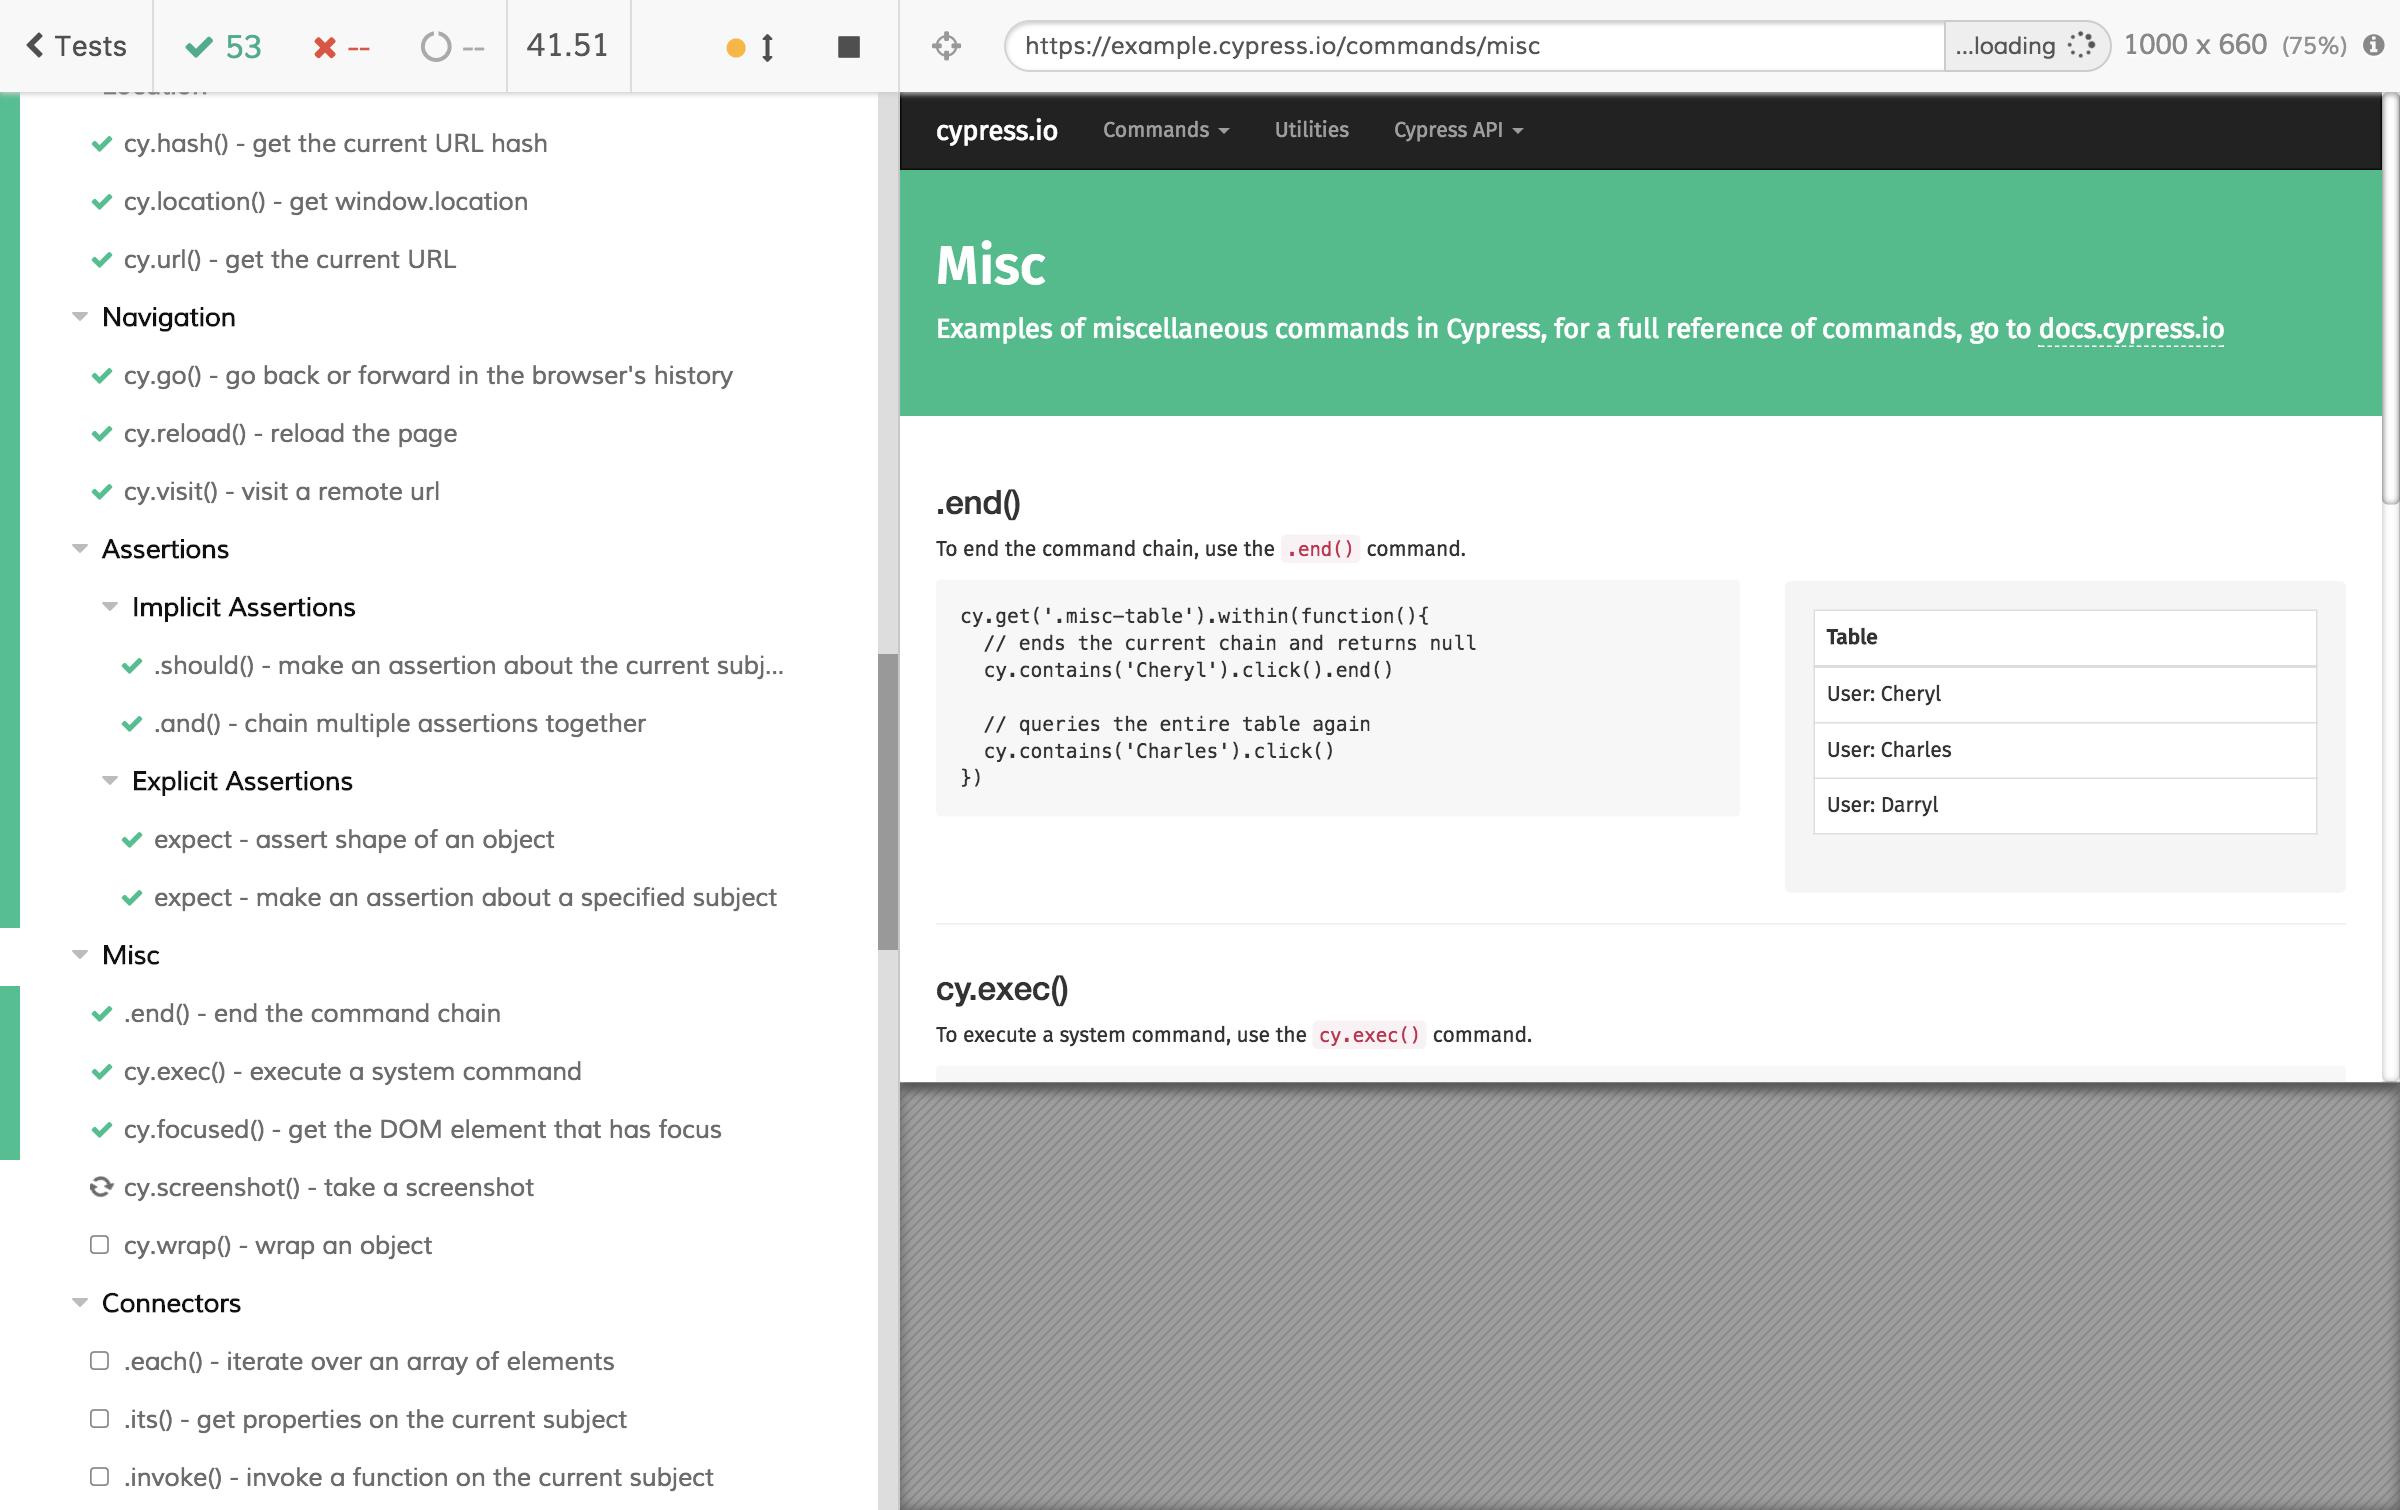 Tests
53
--
--
41.51
https://example.cypress.io/commands/misc
...loading
1000 x 660 (75%)
Location
cy.hash() - get the current URL hash
cy.location() - get window.location
cy.url() - get the current URL
Navigation
cy.go() - go back or forward in the browser's history
cy.reload() - reload the page
cy.visit() - visit a remote url
Assertions
Implicit Assertions
.should() - make an assertion about the current subj...
.and() - chain multiple assertions together
Explicit Assertions
expect - assert shape of an object
expect - make an assertion about a specified subject
Misc
.end() - end the command chain
cy.exec() - execute a system command
cy.focused() - get the DOM element that has focus
cy.screenshot() - take a screenshot
cy.wrap() - wrap an object
Connectors
.each() - iterate over an array of elements
.its() - get properties on the current subject
.invoke() - invoke a function on the current subject
cypress.io
Commands
Utilities
Cypress API
Misc
Examples of miscellaneous commands in Cypress, for a full reference of commands, go to docs.cypress.io
.end()
To end the command chain, use the .end() command.
cy.get('.misc-table').within(function(){
// ends the current chain and returns null
cy.contains('Cheryl').click().end()
// queries the entire table again
cy.contains('Charles').click()
})
Table
User: Cheryl
User: Charles
User: Darryl
cy.exec()
To execute a system command, use the cy.exec() command.